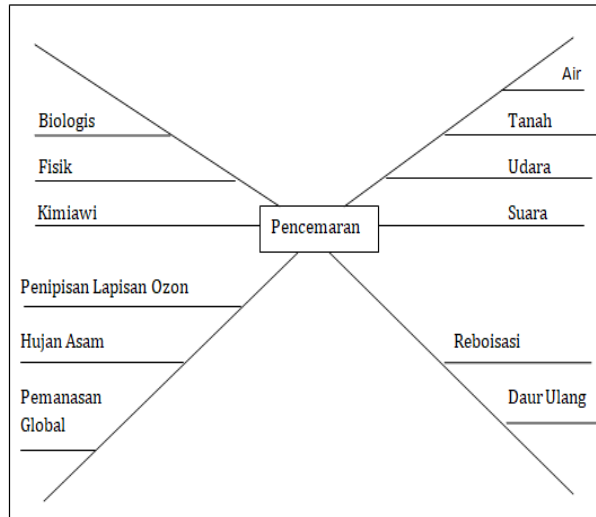 Air
Biologis
Tanah
Fisik
Udara
Kimiawi
Suara
Pencemaran
Penipisan Lapisan Ozon
Hujan Asam
Reboisasi
Pemanasan
Global
Daur Ulang